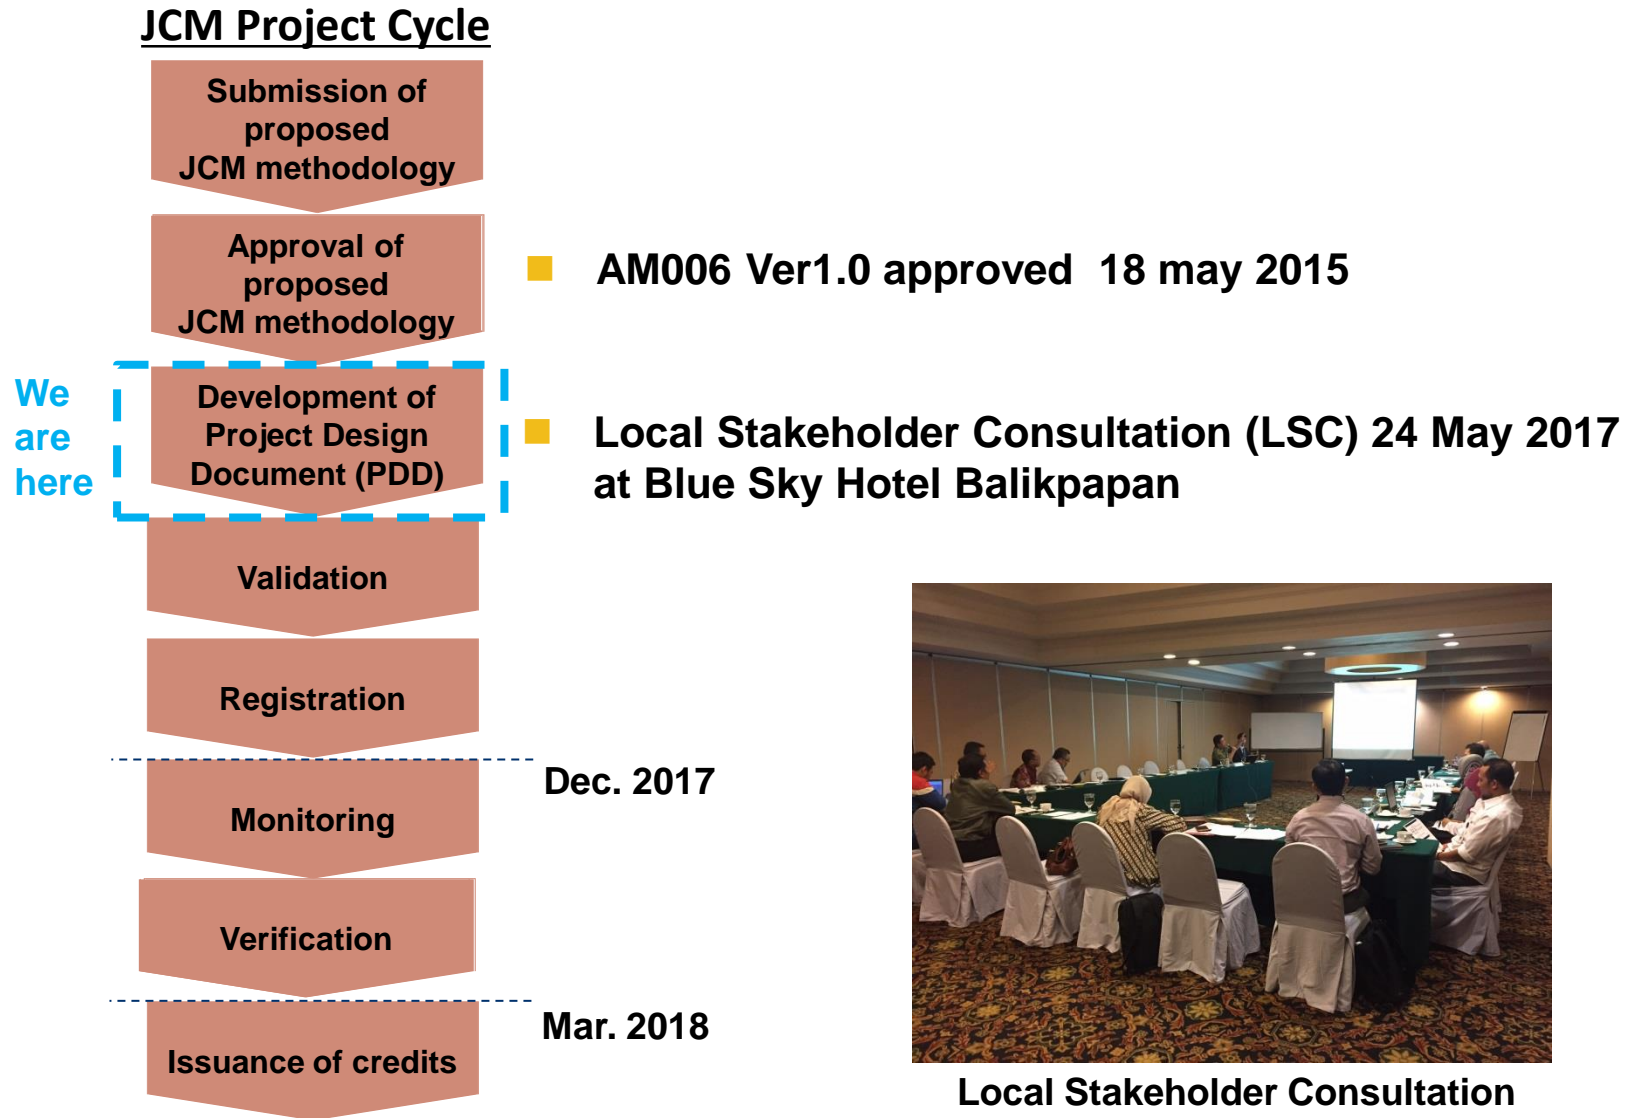 JCM Project Cycle
Submission of
proposed
JCM methodology
Approval of
proposed
JCM methodology
AM006 Ver1.0 approved 18 may 2015
We
are
here
Development of
Project Design
Document (PDD)
Local Stakeholder Consultation (LSC) 24 May 2017
at Blue Sky Hotel Balikpapan
Validation
Registration
Dec. 2017
Monitoring
Verification
Mar. 2018
Issuance of credits
Local Stakeholder Consultation